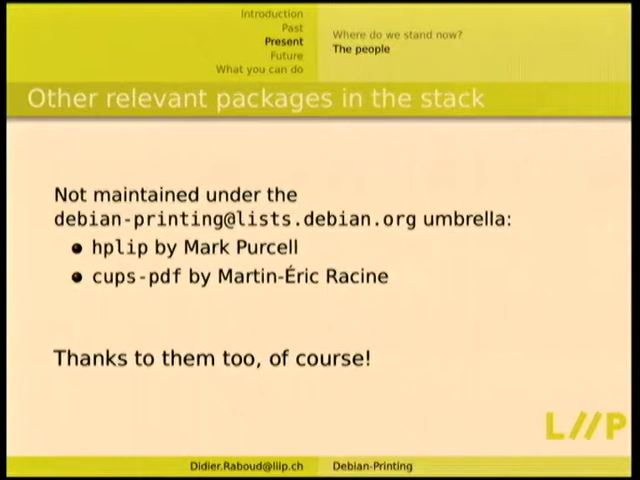 Introduction
Past
Present
Future
What you can do
Where do we stand now?
The people
Other relevant packages in the stack
Not maintained under the
debian-printing@lists.debian.org umbrella:
hplip by Mark Purcell
cups-pdf by Martin-Éric Racine
Thanks to them too, of course!
LIIP
Didier.Raboud@liip.ch
Debian-Printing